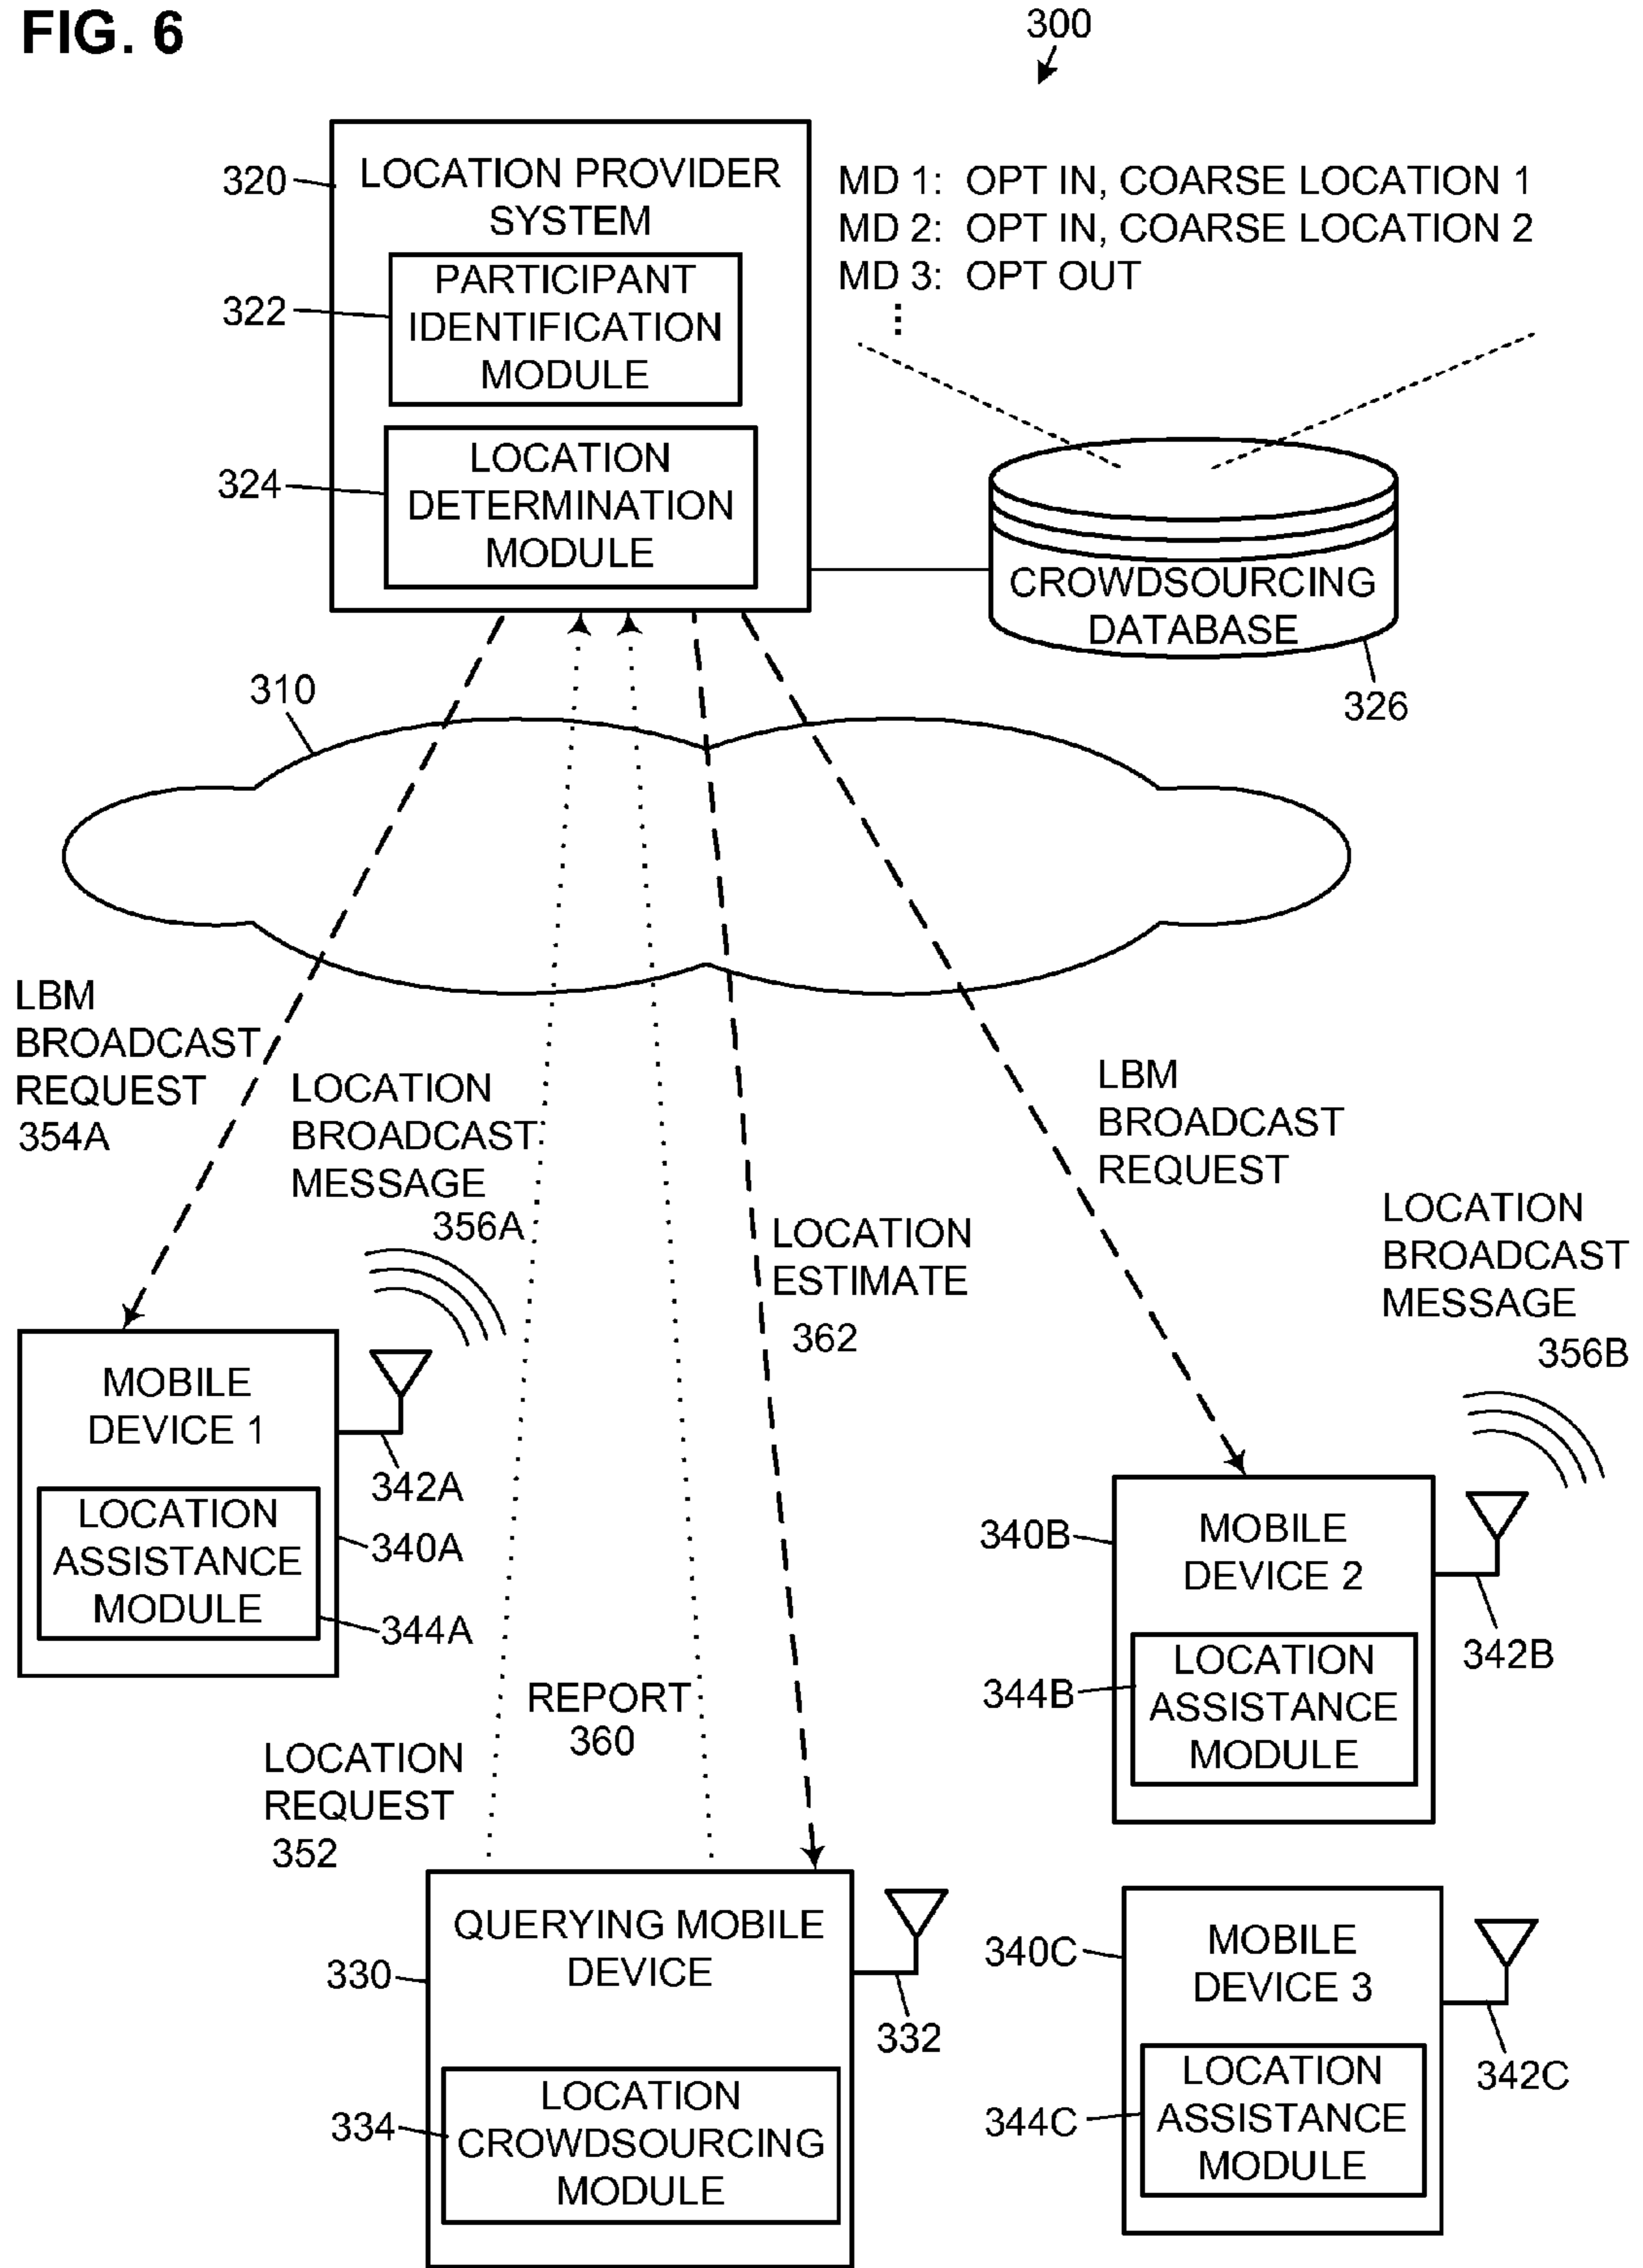 FIG. 6
300
320
LOCATION PROVIDER
SYSTEM
322
PARTICIPANT
IDENTIFICATION
MODULE
324
LOCATION
DETERMINATION
MODULE
MD 1: OPT IN, COARSE LOCATION 1
MD 2: OPT IN, COARSE LOCATION 2
MD 3: OPT OUT
⋮
CROWDSOURCING
DATABASE
326
310
LBM
BROADCAST
REQUEST
354A
LOCATION
BROADCAST
MESSAGE
356A
LOCATION
ESTIMATE
362
LBM
BROADCAST
REQUEST
LOCATION
BROADCAST
MESSAGE
356B
MOBILE
DEVICE 1
342A
LOCATION
ASSISTANCE
MODULE
340A
344A
340B
MOBILE
DEVICE 2
342B
344B
LOCATION
ASSISTANCE
MODULE
REPORT
360
LOCATION
REQUEST
352
330
QUERYING MOBILE
DEVICE
332
334
LOCATION
CROWDSOURCING
MODULE
340C
MOBILE
DEVICE 3
342C
344C
LOCATION
ASSISTANCE
MODULE